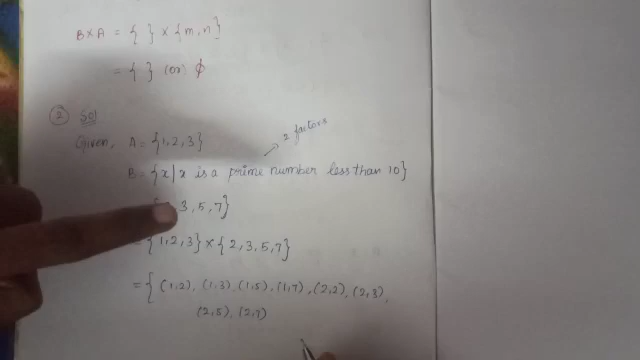 B×A = { } × {m,n}
= { } (or) ϕ
② Sol
Given, A = {1,2,3}
2 factors
B = {x|x is a prime number less than 10}
3,5,7}
= {1,2,3} × {2,3,5,7}
= { (1,2), (1,3), (1,5), (1,7), (2,2), (2,3),
(2,5), (2,7)